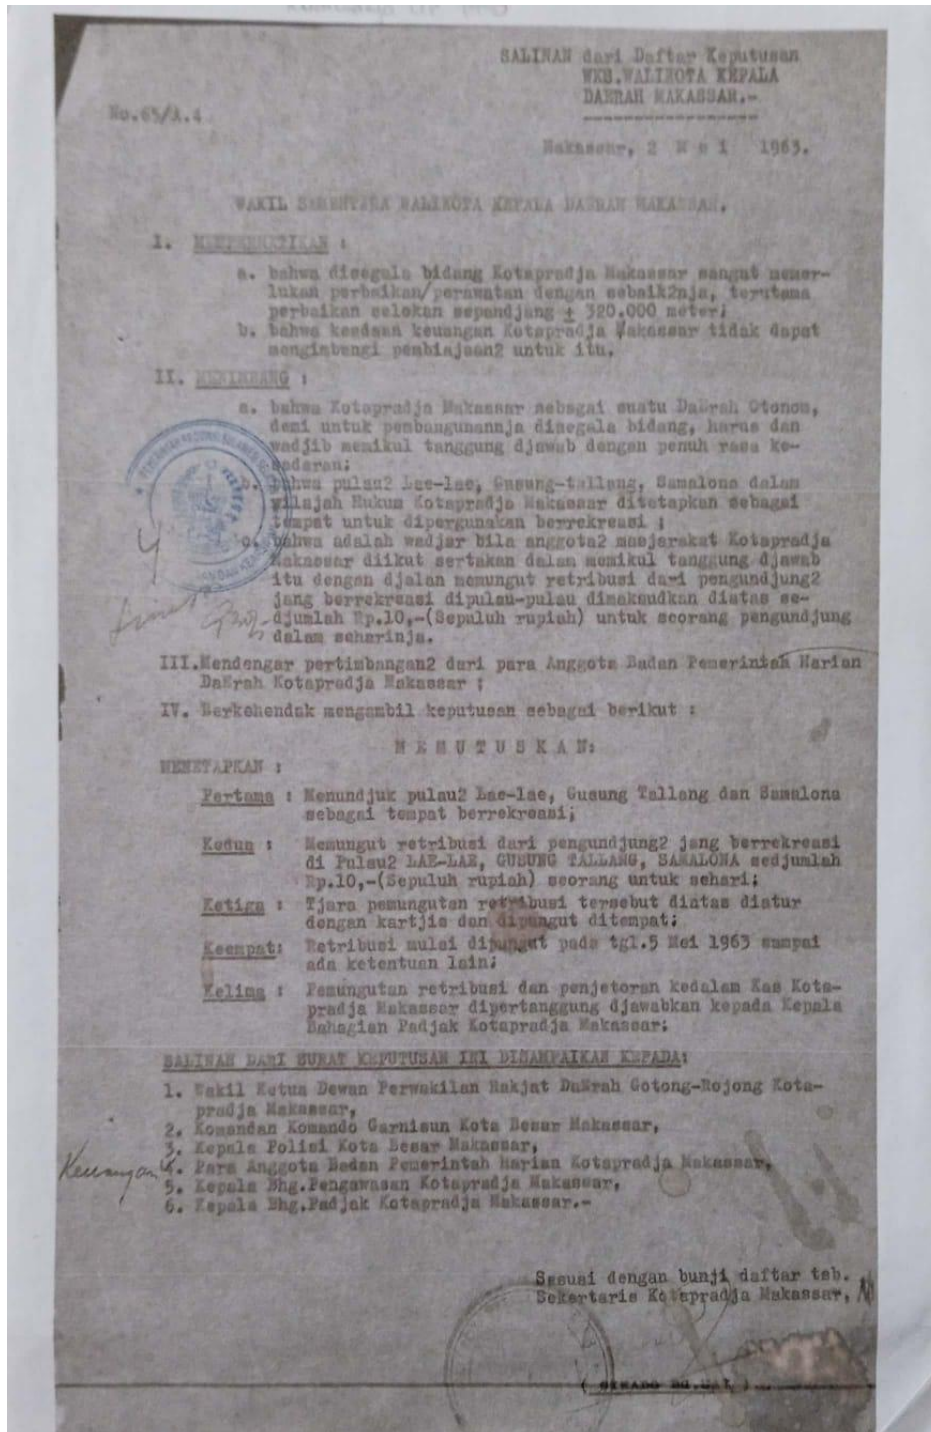 SALINAN dari Daftar Keputusan
WKS.WALIKOTA KEPALA
DAERAH MAKASSAR.-
No.65/A.4
Makassar, 2 M e i 1963.
WAKIL SEMENTARA WALIKOTA KEPALA DAERAH MAKASSAR.
I. MEMPERHATIKAN :
a. bahwa disegala bidang Kotapradja Makassar sangat memer-
lukan perbaikan/perawatan dengan sebaik2nja, terutama
perbaikan selokan sepandjang ± 320.000 meter;
b. bahwa keadaan keuangan Kotapradja Makassar tidak dapat
mengimbangi pembiajaan2 untuk itu.
II. MENIMBANG :
a. bahwa Kotapradja Makassar sebagai suatu DaErah Otonom,
demi untuk pembangunannja disegala bidang, harus dan
wadjib memikul tanggung djawab dengan penuh rasa ke-
sadaran;
b. bahwa pulau2 Lae-lae, Gusung-tallang, Samalona dalam
wilajah Hukum Kotapradja Makassar ditetapkan sebagai
tempat untuk dipergunakan berrekreasi ;
c. bahwa adalah wadjar bila anggota2 masjarakat Kotapradja
Makassar diikut sertakan dalam memikul tanggung djawab
itu dengan djalan memungut retribusi dari pengundjung2
jang berrekreasi dipulau-pulau dimaksudkan diatas se-
djumlah Rp.10,-(Sepuluh rupiah) untuk seorang pengundjung
dalam seharinja.
III.Mendengar pertimbangan2 dari para Anggota Badan Pemerintah Harian
DaErah Kotapradja Makassar ;
IV. Berkehendak mengambil keputusan sebagai berikut :
M E M U T U S K A N:
MENETAPKAN :
Pertama : Menundjuk pulau2 Lae-lae, Gusung Tallang dan Samalona
sebagai tempat berrekreasi;
Kedua : Memungut retribusi dari pengundjung2 jang berrekreasi
di Pulau2 LAE-LAE, GUSUNG TALLANG, SAMALONA sedjumlah
Rp.10,-(Sepuluh rupiah) seorang untuk sehari;
Ketiga : Tjara pemungutan retribusi tersebut diatas diatur
dengan kartjis dan dipungut ditempat;
Keempat: Retribusi mulai dipungut pada tgl.5 Mei 1963 sampai
ada ketentuan lain;
Kelima : Pemungutan retribusi dan penjetoran kedalam Kas Kota-
pradja Makassar dipertanggung djawabkan kepada Kepala
Bahagian Padjak Kotapradja Makassar;
SALINAN DARI SURAT KEPUTUSAN INI DISAMPAIKAN KEPADA:
1. Wakil Ketua Dewan Perwakilan Rakjat DaErah Gotong-Rojong Kota-
pradja Makassar,
2. Komandan Komando Garnisun Kota Besar Makassar,
3. Kepala Polisi Kota Besar Makassar,
Keuangan 4. Para Anggota Badan Pemerintah Harian Kotapradja Makassar,
5. Kepala Bhg.Pengawasan Kotapradja Makassar,
6. Kepala Bhg.Padjak Kotapradja Makassar.-
Sesuai dengan bunji daftar tsb.
Sekertaris Kotapradja Makassar,